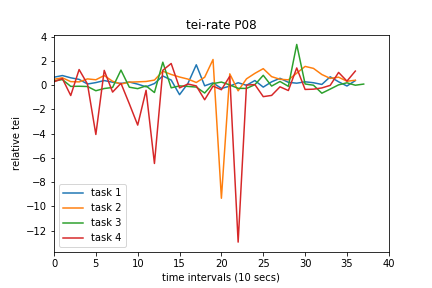 tei-rate P08
relative tei
4
2
0
−2
−4
−6
−8
−10
−12
task 1
task 2
task 3
task 4
0 5 10 15 20 25 30 35 40
time intervals (10 secs)